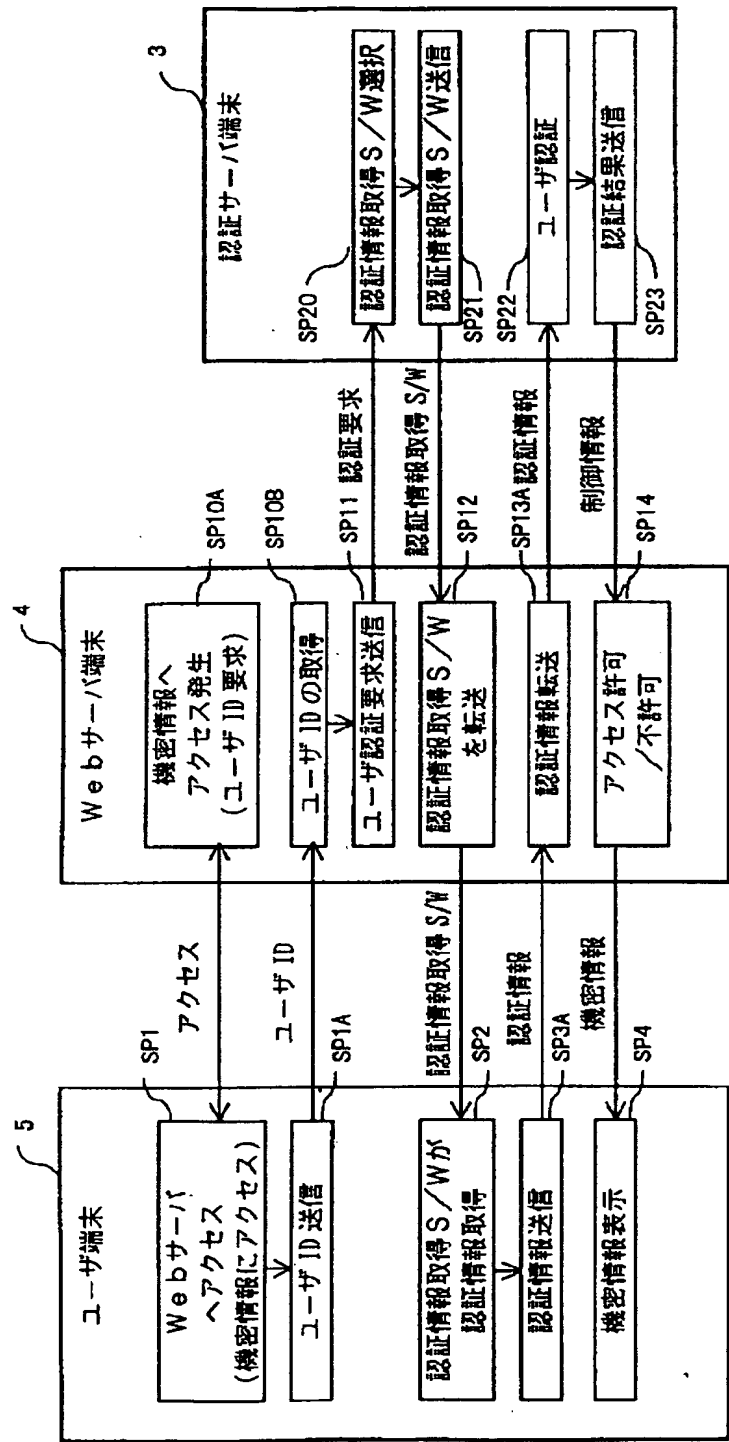 5
ユーザ端末
SP1
Webサーバ
へアクセス
(機密情報にアクセス)
ユーザID送信
SP1A
認証情報取得S/Wが
認証情報取得
SP2
認証情報送信
SP3A
機密情報表示
SP4
アクセス
ユーザID
認証情報取得S/W
認証情報
機密情報
4
Webサーバ端末
機密情報へ
アクセス発生
(ユーザID要求)
SP10A
ユーザIDの取得
SP10B
ユーザ認証要求送信
SP11
認証情報取得S/W
を転送
SP12
認証情報転送
SP13A
アクセス許可
/不許可
SP14
認証要求
認証情報取得S/W
認証情報
制御情報
3
認証サーバ端末
SP20
認証情報取得S/W選択
認証情報取得S/W送信
SP21
SP22
ユーザ認証
認証結果送信
SP23